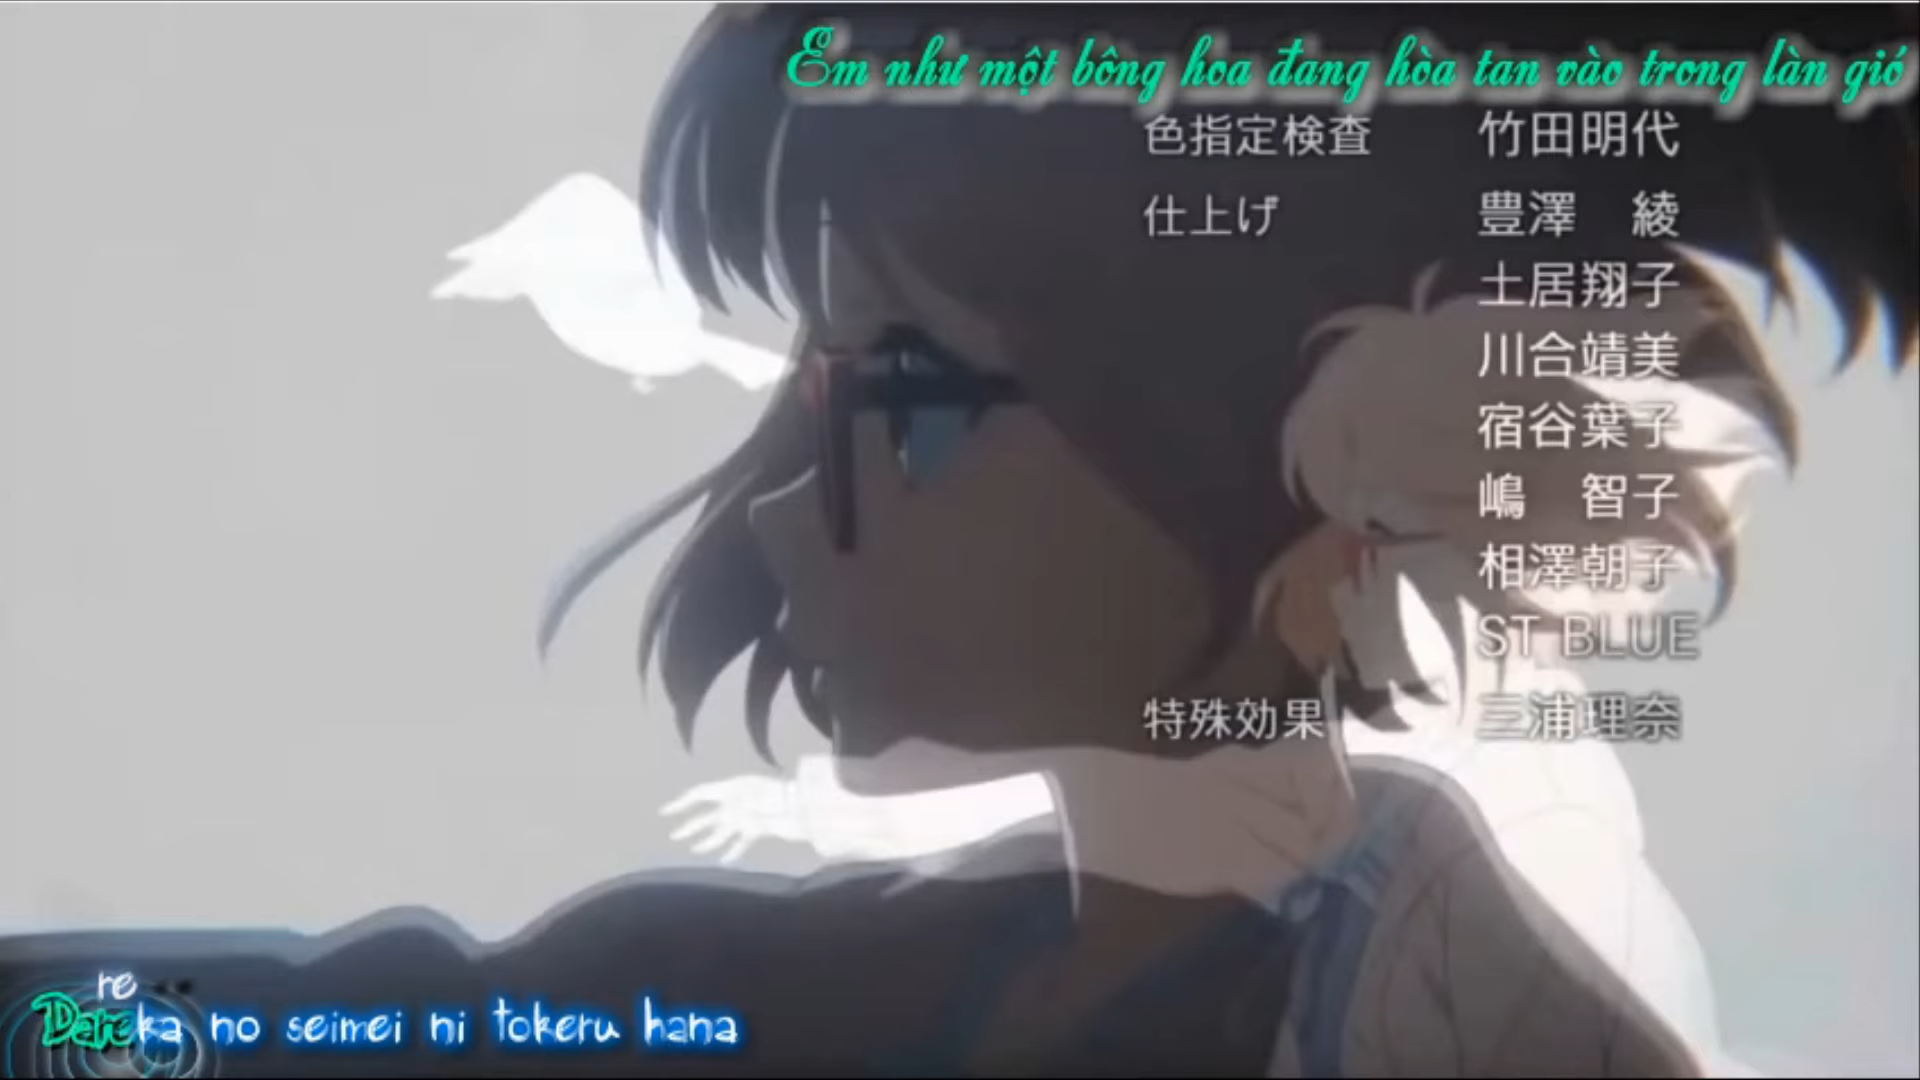 Em như một bông hoa đang hòa tan vào trong làn gió
色指定検査 竹田明代
仕上げ 豊澤 綾
土居翔子
川合靖美
宿谷葉子
嶋 智子
相澤朝子
ST BLUE
特殊効果 三浦理奈
re
Dareka no seimei ni tokeru hana